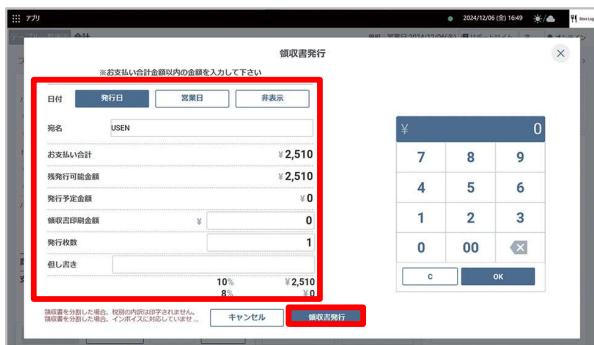 アプリ
2024/12/06 (金) 16:49
領収書発行
※お支払い合計金額以内の金額を入力して下さい
日付 発行日 営業日 非表示
宛名 USEN
お支払い合計 ¥2,510
残発行可能金額 ¥2,510
発行予定金額 ¥0
領収書印刷金額 ¥ 0
発行枚数 1
但し書き
10% ¥2,510
8% ¥0
領収書を分割した場合、税別の内訳は印字されません。
領収書を分割した場合、インボイスに対応していませ...
キャンセル 領収書発行
¥ 0
7 8 9
4 5 6
1 2 3
0 00
C OK